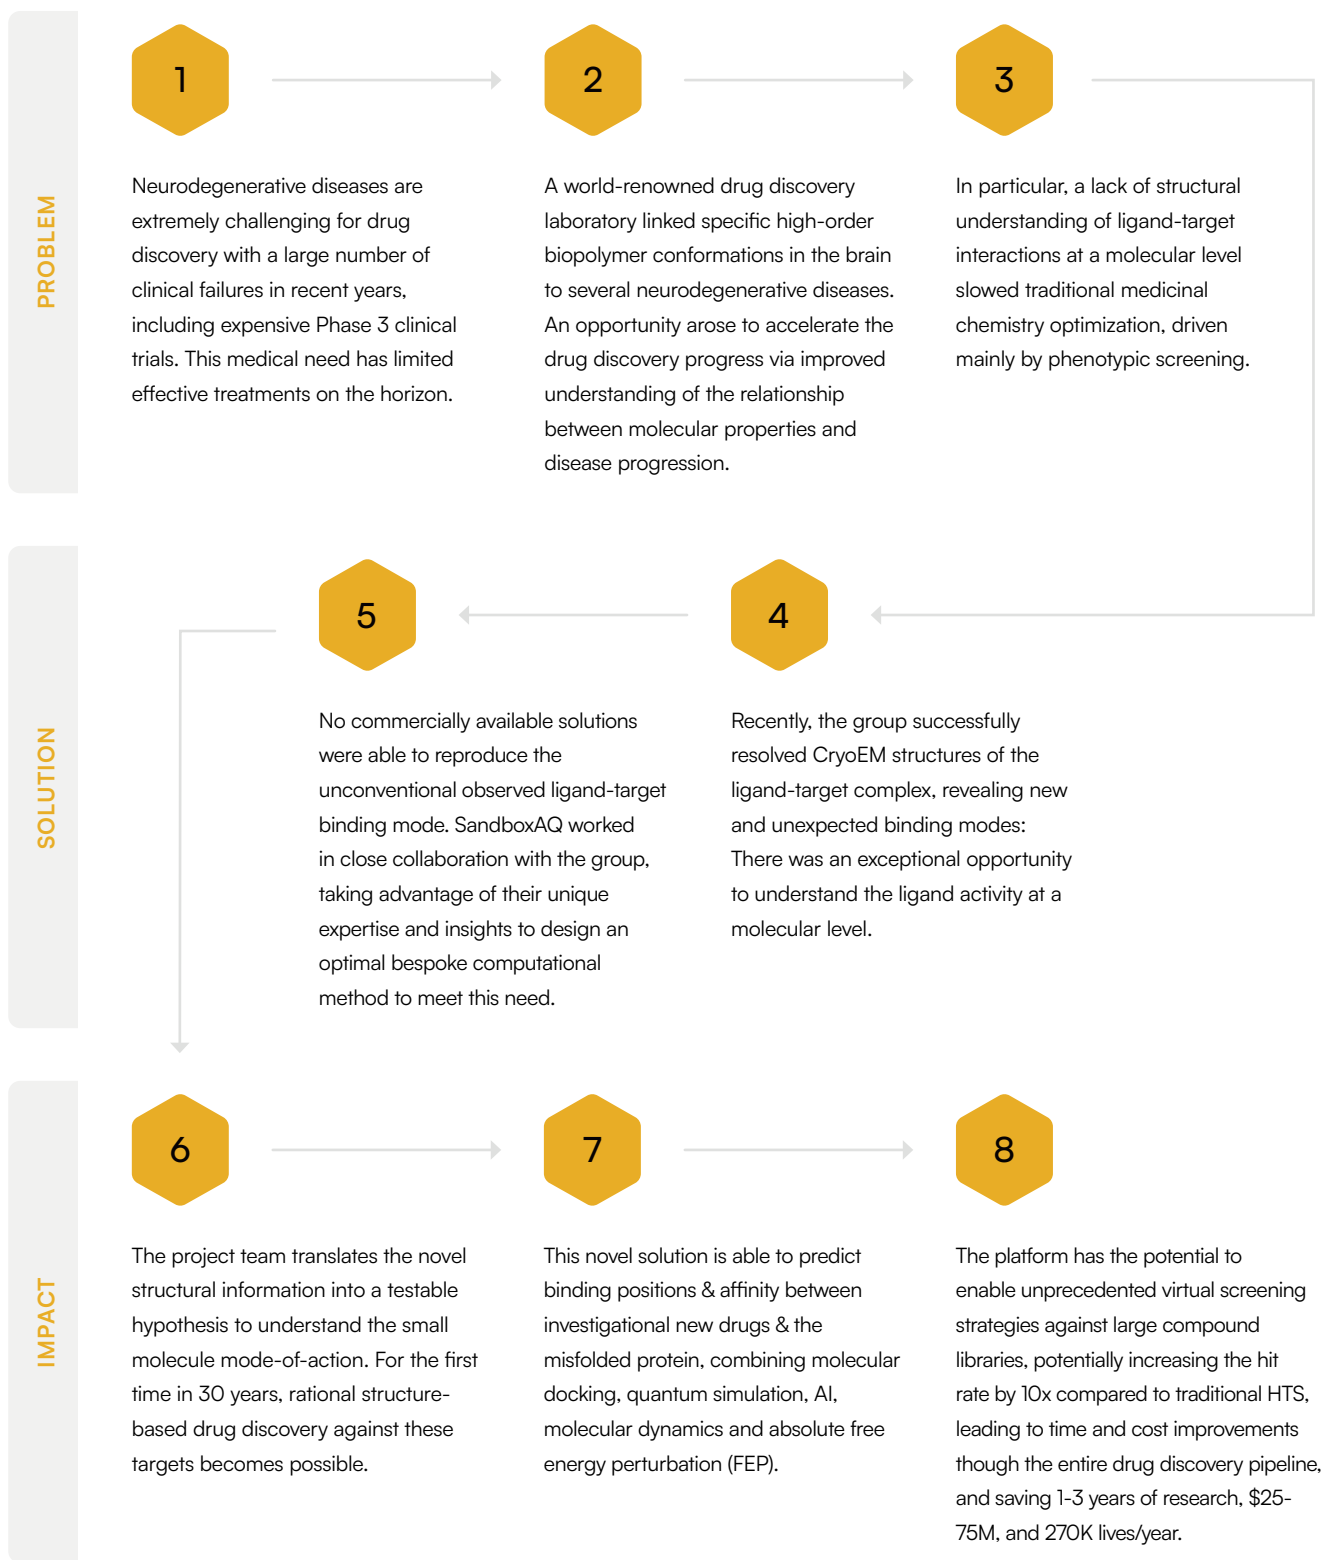 PROBLEM
1
Neurodegenerative diseases are
extremely challenging for drug
discovery with a large number of
clinical failures in recent years,
including expensive Phase 3 clinical
trials. This medical need has limited
effective treatments on the horizon.
2
A world-renowned drug discovery
laboratory linked specific high-order
biopolymer conformations in the brain
to several neurodegenerative diseases.
An opportunity arose to accelerate the
drug discovery progress via improved
understanding of the relationship
between molecular properties and
disease progression.
3
In particular, a lack of structural
understanding of ligand-target
interactions at a molecular level
slowed traditional medicinal
chemistry optimization, driven
mainly by phenotypic screening.
SOLUTION
4
Recently, the group successfully
resolved CryoEM structures of the
ligand-target complex, revealing new
and unexpected binding modes:
There was an exceptional opportunity
to understand the ligand activity at a
molecular level.
5
No commercially available solutions
were able to reproduce the
unconventional observed ligand-target
binding mode. SandboxAQ worked
in close collaboration with the group,
taking advantage of their unique
expertise and insights to design an
optimal bespoke computational
method to meet this need.
IMPACT
6
The project team translates the novel
structural information into a testable
hypothesis to understand the small
molecule mode-of-action. For the first
time in 30 years, rational structure-
based drug discovery against these
targets becomes possible.
7
This novel solution is able to predict
binding positions & affinity between
investigational new drugs & the
misfolded protein, combining molecular
docking, quantum simulation, AI,
molecular dynamics and absolute free
energy perturbation (FEP).
8
The platform has the potential to
enable unprecedented virtual screening
strategies against large compound
libraries, potentially increasing the hit
rate by 10x compared to traditional HTS,
leading to time and cost improvements
though the entire drug discovery pipeline,
and saving 1-3 years of research, $25-
75M, and 270K lives/year.